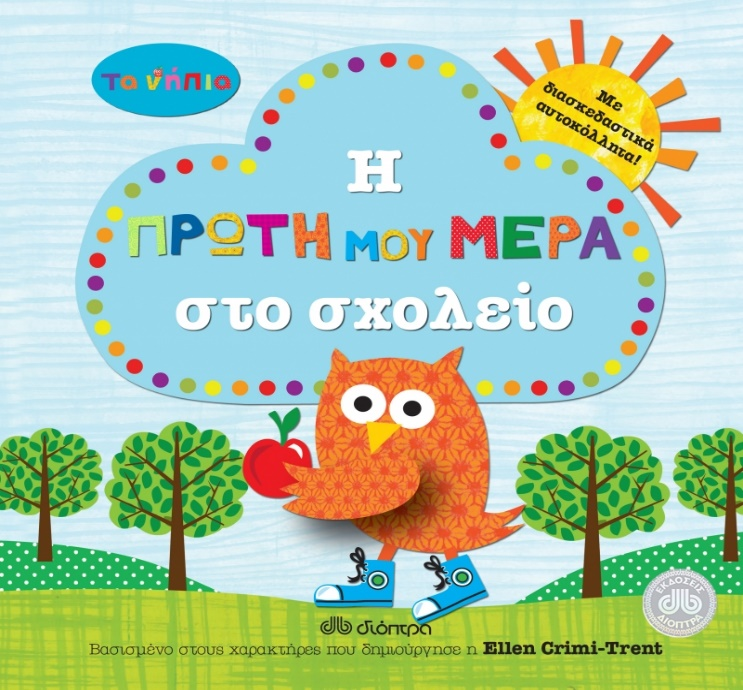 Τα νήπια
Με
διασκεδαστικά
αυτοκόλλητα!
Η
ΠΡΩΤΗ ΜΟΥ ΜΕΡΑ
στο σχολείο
ΕΚΔΟΣΕΙΣ
ΔΙΟΠΤΡΑ
διόπτρα
Βασισμένο στους χαρακτήρες που δημιούργησε η Ellen Crimi-Trent